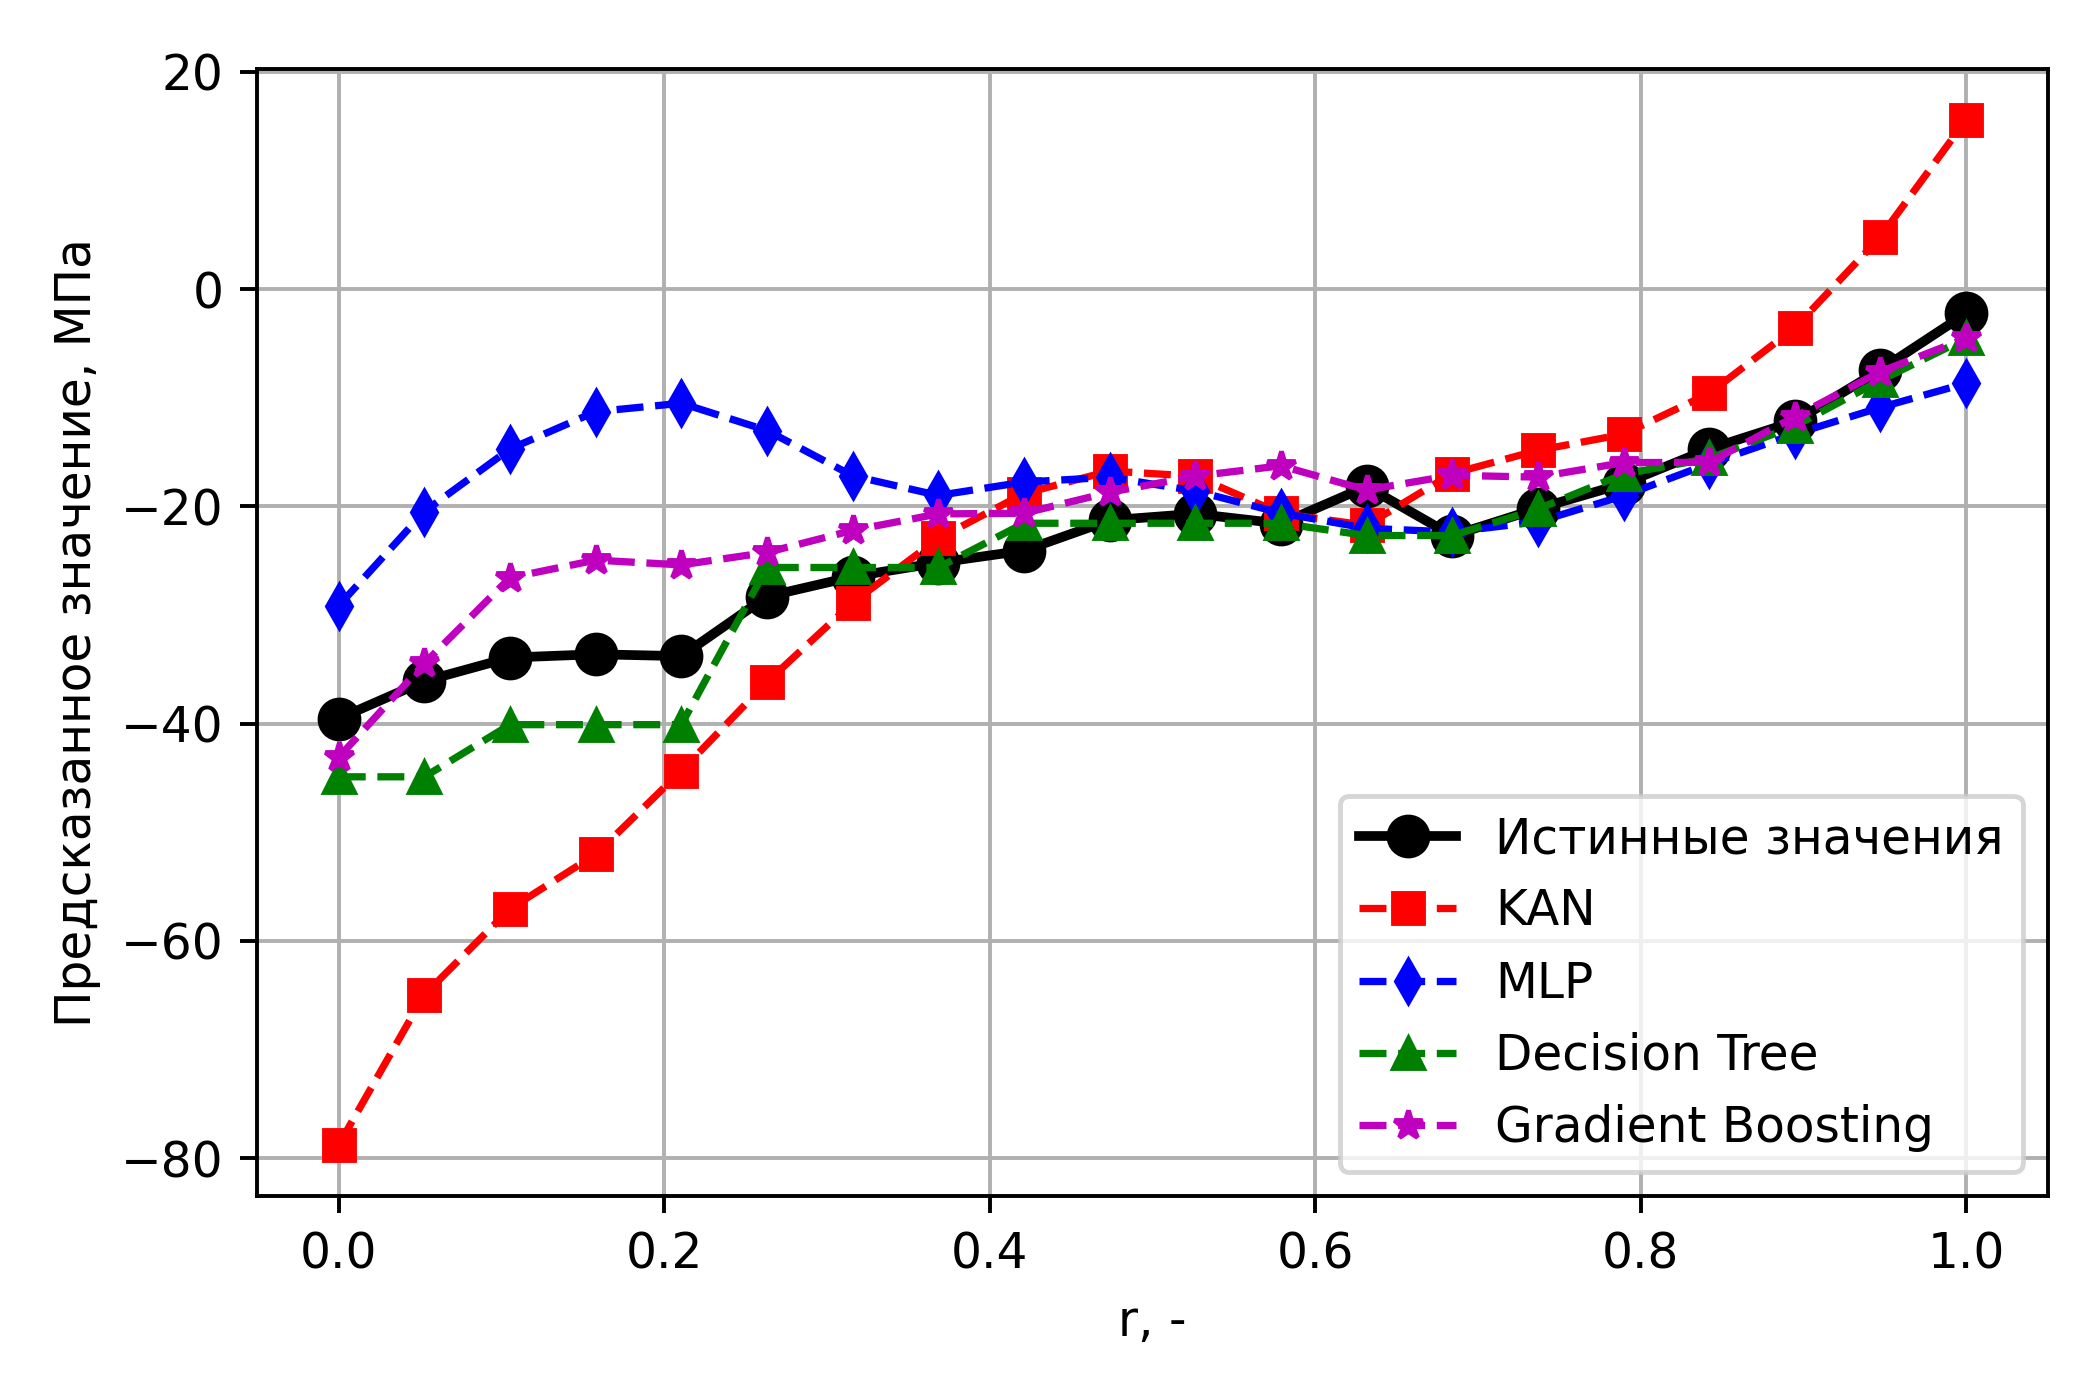 20
0
−20
−40
−60
−80
Предсказанное значение, МПа
0.0
0.2
0.4
0.6
0.8
1.0
r, -
Истинные значения
KAN
MLP
Decision Tree
Gradient Boosting